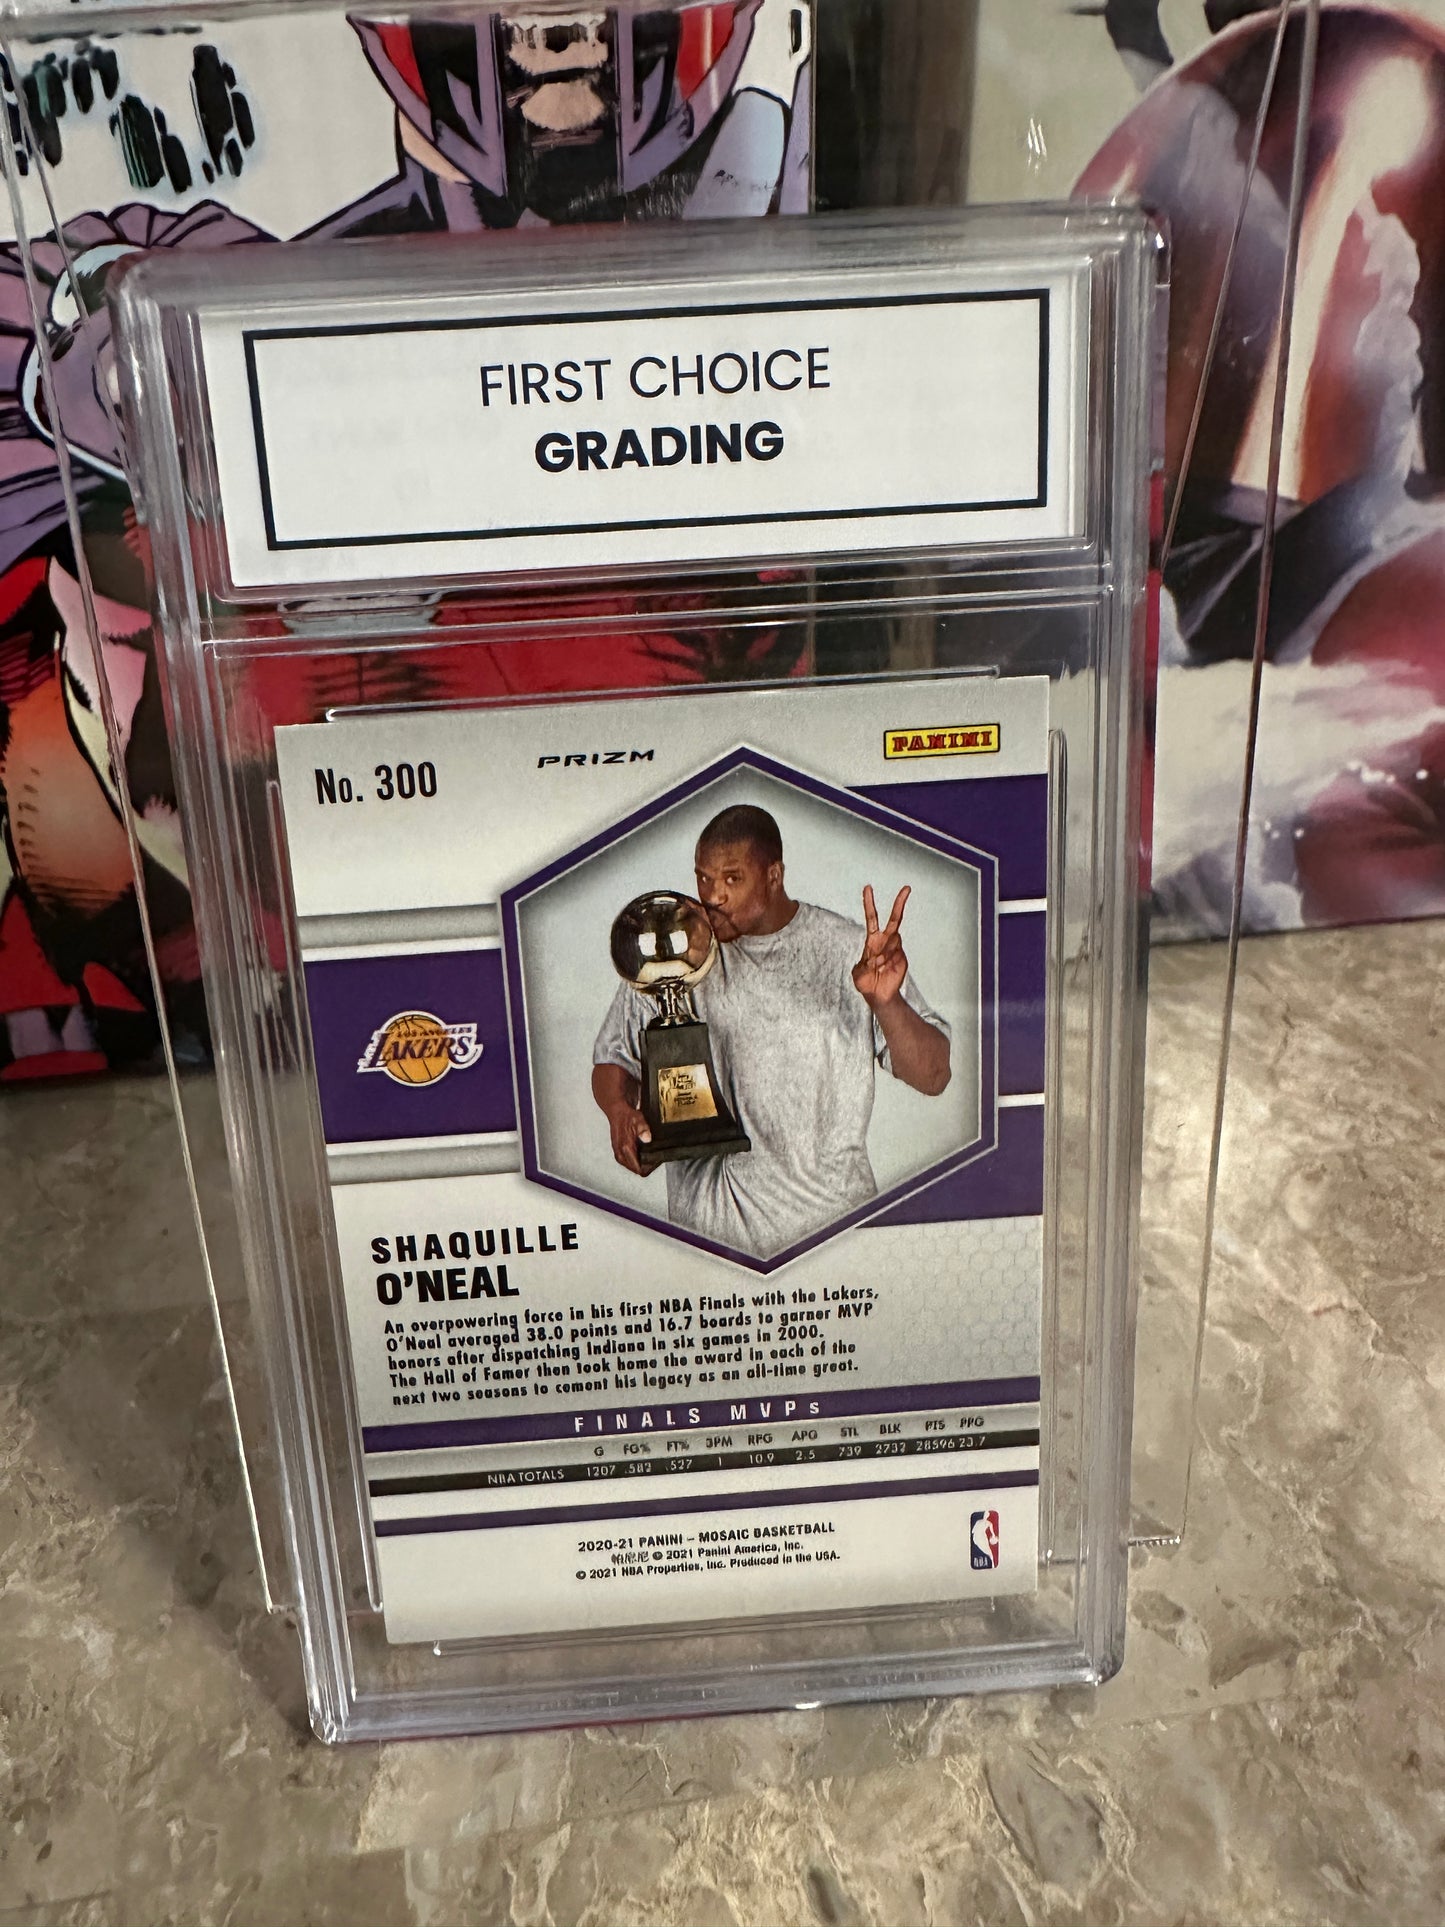 FIRST CHOICE
GRADING
No. 300
PRIZM
PANINI
LOS ANGELES
LAKERS
SHAQUILLE
O'NEAL
An overpowering force in his first NBA Finals with the Lakers,
O'Neal averaged 38.0 points and 16.7 boards to garner MVP
honors after dispatching Indiana in six games in 2000.
The Hall of Famer then took home the award in each of the
next two seasons to cement his legacy as an all-time great.
FINALS MVPs
G FG% FT% 3PM RPG APG STL BLK PTS PPG
NBA TOTALS 1207 .582 .527 1 10.9 2.5 739 2732 28596 23.7
2020-21 PANINI – MOSAIC BASKETBALL
© 2021 Panini America, Inc.
© 2021 NBA Properties, Inc. Produced in the USA.
NBA